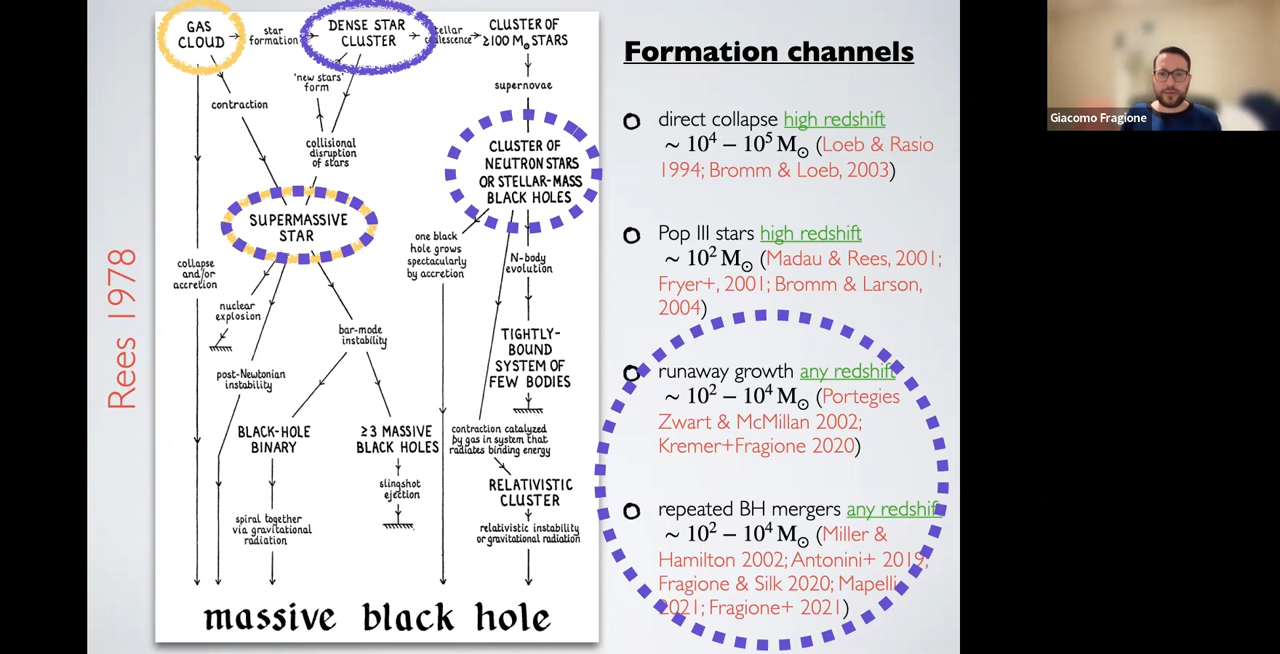 GAS
CLOUD
star
formation
DENSE STAR
CLUSTER
stellar
coalescence
CLUSTER OF
≥100 M⊙ STARS
contraction
'new stars'
form
supernovae
collisional
disruption
of stars
CLUSTER OF
NEUTRON STARS
OR STELLAR-MASS
BLACK HOLES
SUPERMASSIVE
STAR
one black
hole grows
spectacularly
by accretion
N-body
evolution
collapse
and/or
accretion
nuclear
explosion
bar-mode
instability
post-Newtonian
instability
TIGHTLY-
BOUND
SYSTEM OF
FEW BODIES
BLACK-HOLE
BINARY
≥3 MASSIVE
BLACK HOLES
contraction catalyzed
by gas in system that
radiates binding energy
slingshot
ejection
RELATIVISTIC
CLUSTER
spiral together
via gravitational
radiation
relativistic instability
or gravitational radiation
massive black hole
Rees 1978
Formation channels
direct collapse high redshift
~ 10⁴ − 10⁵ M⊙ (Loeb & Rasio
1994; Bromm & Loeb, 2003)
Pop III stars high redshift
~ 10² M⊙ (Madau & Rees, 2001;
Fryer+, 2001; Bromm & Larson,
2004)
runaway growth any redshift
~ 10² − 10⁴ M⊙ (Portegies
Zwart & McMillan 2002;
Kremer+Fragione 2020)
repeated BH mergers any redshift
~ 10² − 10⁴ M⊙ (Miller &
Hamilton 2002; Antonini+ 2019;
Fragione & Silk 2020; Mapelli
2021; Fragione+ 2021)
Giacomo Fragione